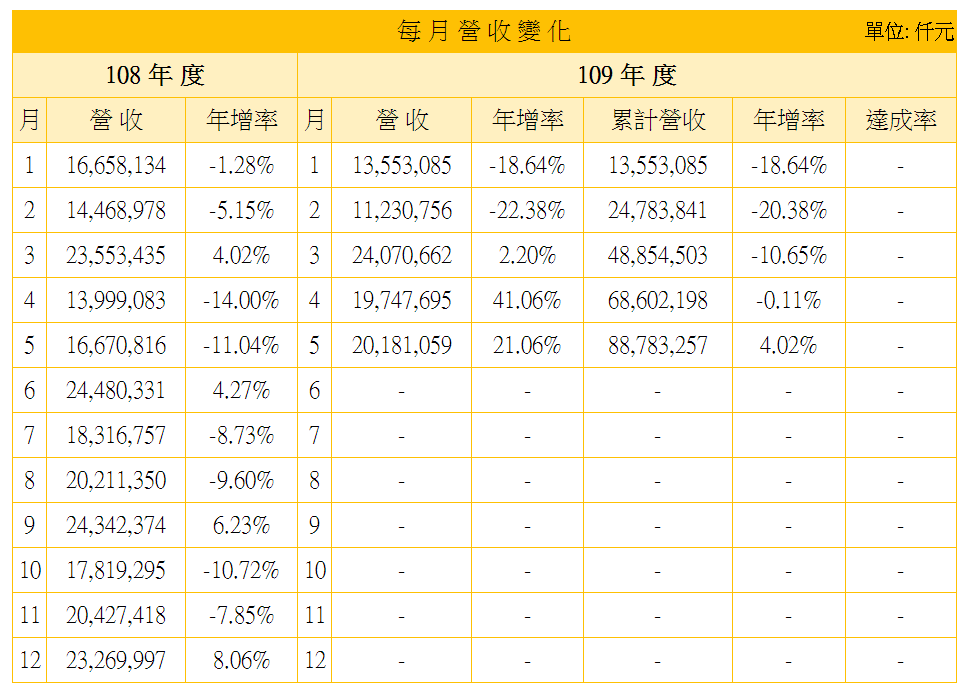 每 月 營 收 變 化 單位: 仟元
108 年 度 109 年 度
月 營 收 年增率 月 營 收 年增率 累計營收 年增率 達成率
1 16,658,134 -1.28% 1 13,553,085 -18.64% 13,553,085 -18.64% -
2 14,468,978 -5.15% 2 11,230,756 -22.38% 24,783,841 -20.38% -
3 23,553,435 4.02% 3 24,070,662 2.20% 48,854,503 -10.65% -
4 13,999,083 -14.00% 4 19,747,695 41.06% 68,602,198 -0.11% -
5 16,670,816 -11.04% 5 20,181,059 21.06% 88,783,257 4.02% -
6 24,480,331 4.27% 6 - - - - -
7 18,316,757 -8.73% 7 - - - - -
8 20,211,350 -9.60% 8 - - - - -
9 24,342,374 6.23% 9 - - - - -
10 17,819,295 -10.72% 10 - - - - -
11 20,427,418 -7.85% 11 - - - - -
12 23,269,997 8.06% 12 - - - - -